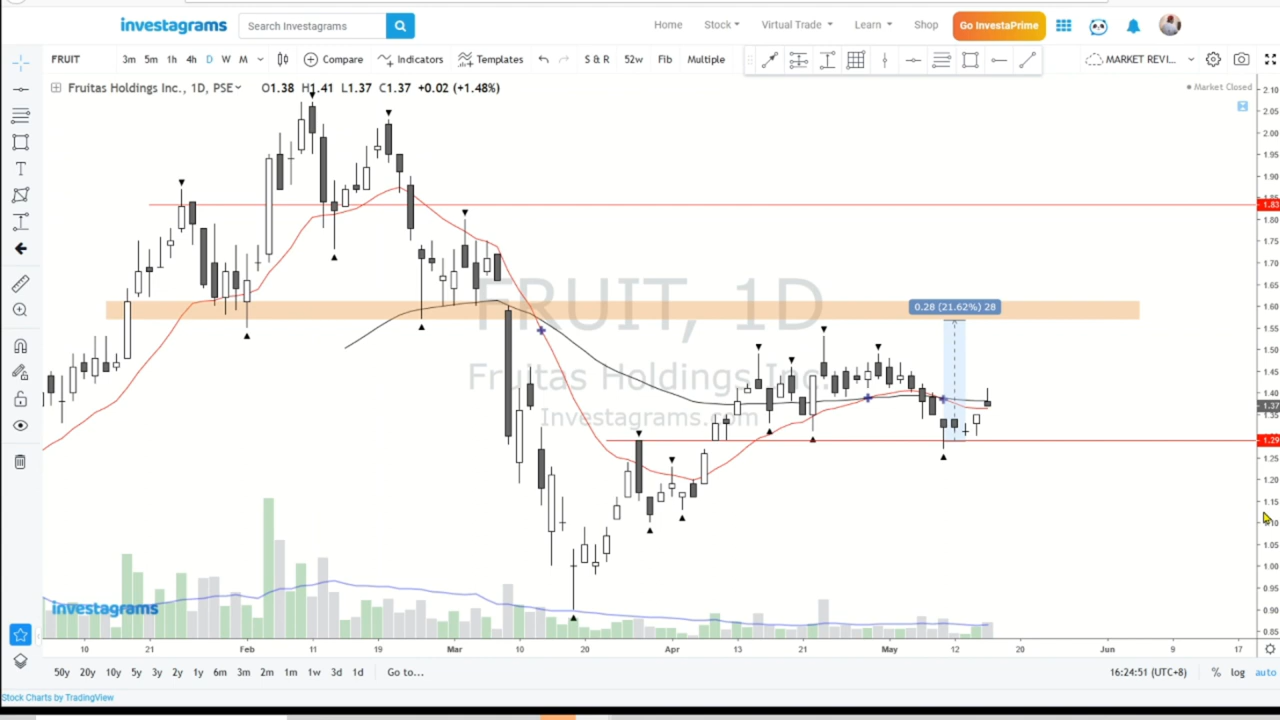 investagrams
Search Investagrams
Home
Stock
Virtual Trade
Learn
Shop
Go InvestaPrime
FRUIT
3m 5m 1h 4h D W
Compare
Indicators
Templates
S & R
52w
Fib
Multiple
MARKET REVI...
Fruitas Holdings Inc., 1D, PSE O1.38 H1.41 L1.37 C1.37 +0.02 (+1.48%)
Market Closed
2.10
2.05
2.00
1.95
1.90
1.83
1.80
1.75
1.70
1.65
1.60
1.55
1.50
1.45
1.40
1.37
1.35
1.29
1.25
1.20
1.15
1.10
1.05
1.00
0.95
0.90
0.85
0.28 (21.62%) 28
FRUIT, 1D
Fruitas Holdings Inc.
Investagrams.com
investagrams
10 21 Feb 11 19 Mar 10 20 Apr 13 21 May 12 20 Jun 9 17
50y 20y 10y 5y 3y 2y 1y 6m 3m 2m 1m 1w 3d 1d Go to...
16:24:51 (UTC+8) % log auto
Stock Charts by TradingView